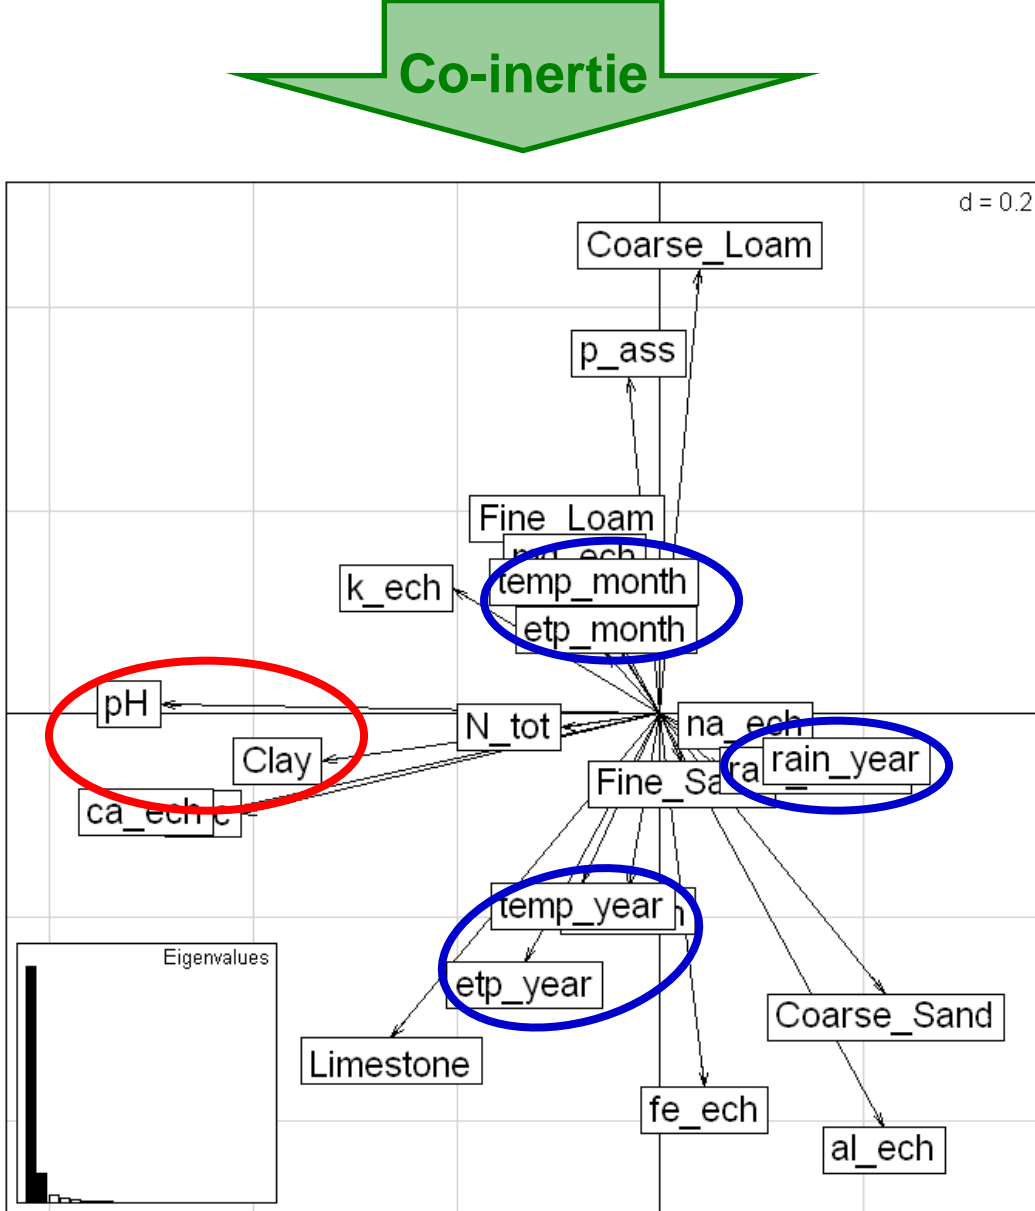 Co-inertie
d = 0.2
Coarse_Loam
p_ass
Fine_Loam
temp_month
k_ech
etp_month
pH
N_tot
na_ech
Clay
rain_year
Fine_Sa
ra
ca_ech
temp_year
Eigenvalues
etp_year
Coarse_Sand
Limestone
fe_ech
al_ech